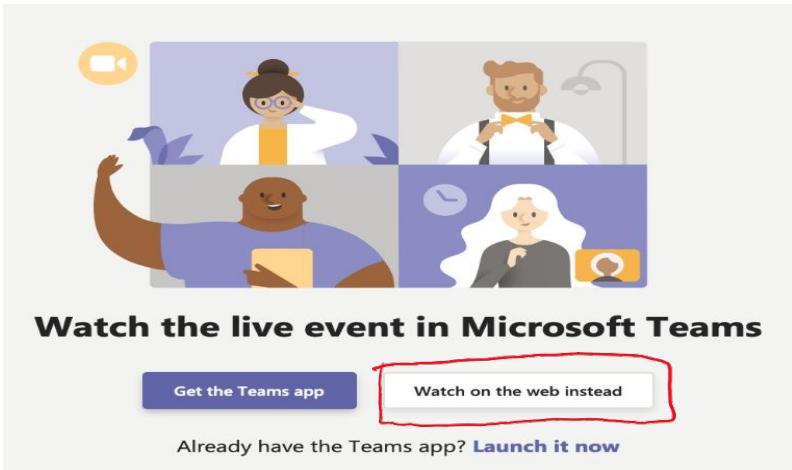 Watch the live event in Microsoft Teams
Get the Teams app Watch on the web instead
Already have the Teams app? Launch it now